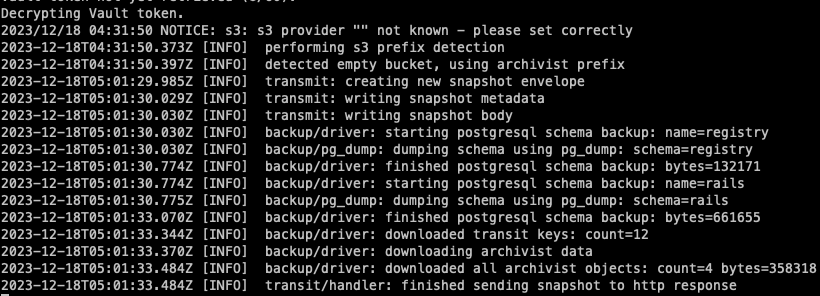 Decrypting Vault token.
2023/12/18 04:31:50 NOTICE: s3: s3 provider "" not known - please set correctly
2023-12-18T04:31:50.373Z [INFO]  performing s3 prefix detection
2023-12-18T04:31:50.397Z [INFO]  detected empty bucket, using archivist prefix
2023-12-18T05:01:29.985Z [INFO]  transmit: creating new snapshot envelope
2023-12-18T05:01:30.029Z [INFO]  transmit: writing snapshot metadata
2023-12-18T05:01:30.030Z [INFO]  transmit: writing snapshot body
2023-12-18T05:01:30.030Z [INFO]  backup/driver: starting postgresql schema backup: name=registry
2023-12-18T05:01:30.030Z [INFO]  backup/pg_dump: dumping schema using pg_dump: schema=registry
2023-12-18T05:01:30.774Z [INFO]  backup/driver: finished postgresql schema backup: bytes=132171
2023-12-18T05:01:30.774Z [INFO]  backup/driver: starting postgresql schema backup: name=rails
2023-12-18T05:01:30.775Z [INFO]  backup/pg_dump: dumping schema using pg_dump: schema=rails
2023-12-18T05:01:33.070Z [INFO]  backup/driver: finished postgresql schema backup: bytes=661655
2023-12-18T05:01:33.344Z [INFO]  backup/driver: downloaded transit keys: count=12
2023-12-18T05:01:33.370Z [INFO]  backup/driver: downloading archivist data
2023-12-18T05:01:33.484Z [INFO]  backup/driver: downloaded all archivist objects: count=4 bytes=358318
2023-12-18T05:01:33.484Z [INFO]  transit/handler: finished sending snapshot to http response